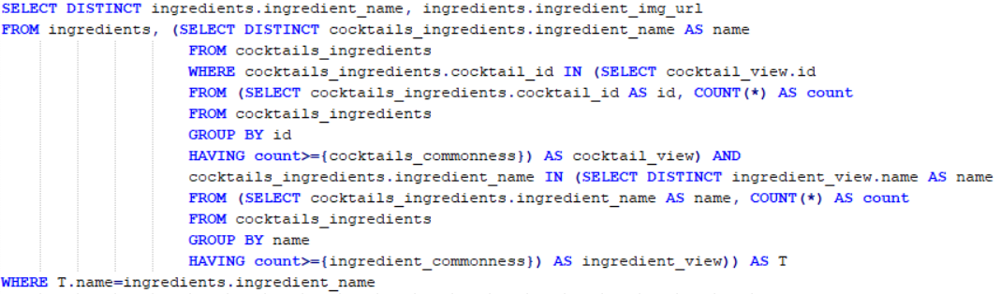 SELECT DISTINCT ingredients.ingredient_name, ingredients.ingredient_img_url
FROM ingredients, (SELECT DISTINCT cocktails_ingredients.ingredient_name AS name
FROM cocktails_ingredients
WHERE cocktails_ingredients.cocktail_id IN (SELECT cocktail_view.id
FROM (SELECT cocktails_ingredients.cocktail_id AS id, COUNT(*) AS count
FROM cocktails_ingredients
GROUP BY id
HAVING count>={cocktails_commonness}) AS cocktail_view) AND
cocktails_ingredients.ingredient_name IN (SELECT DISTINCT ingredient_view.name AS name
FROM (SELECT cocktails_ingredients.ingredient_name AS name, COUNT(*) AS count
FROM cocktails_ingredients
GROUP BY name
HAVING count>={ingredient_commonness}) AS ingredient_view)) AS T
WHERE T.name=ingredients.ingredient_name